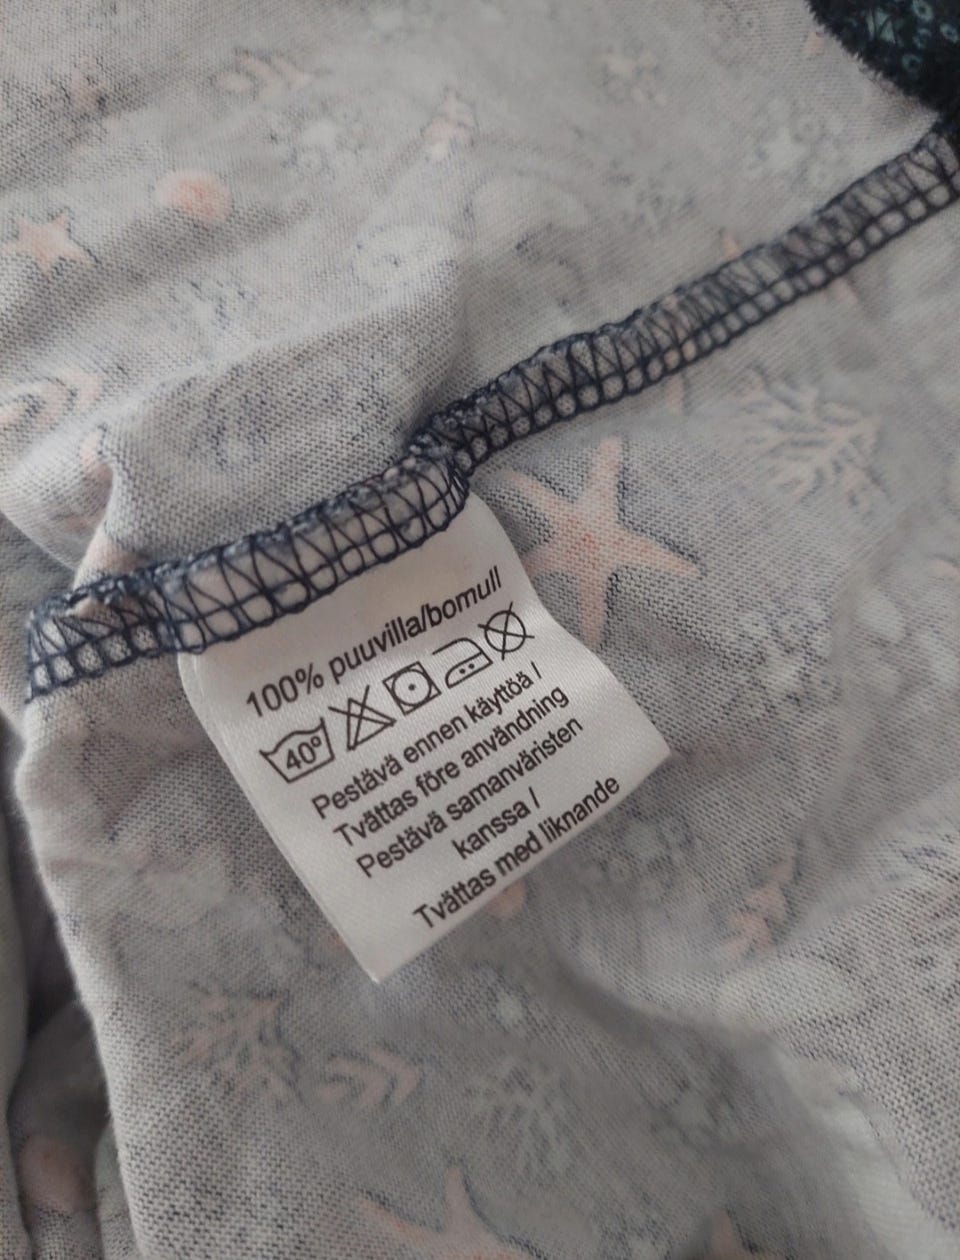 100% puuvilla/bomull
40°
Pestävä ennen käyttöä /
Tvättas före användning
Pestävä samanväristen
kanssa /
Tvättas med liknande